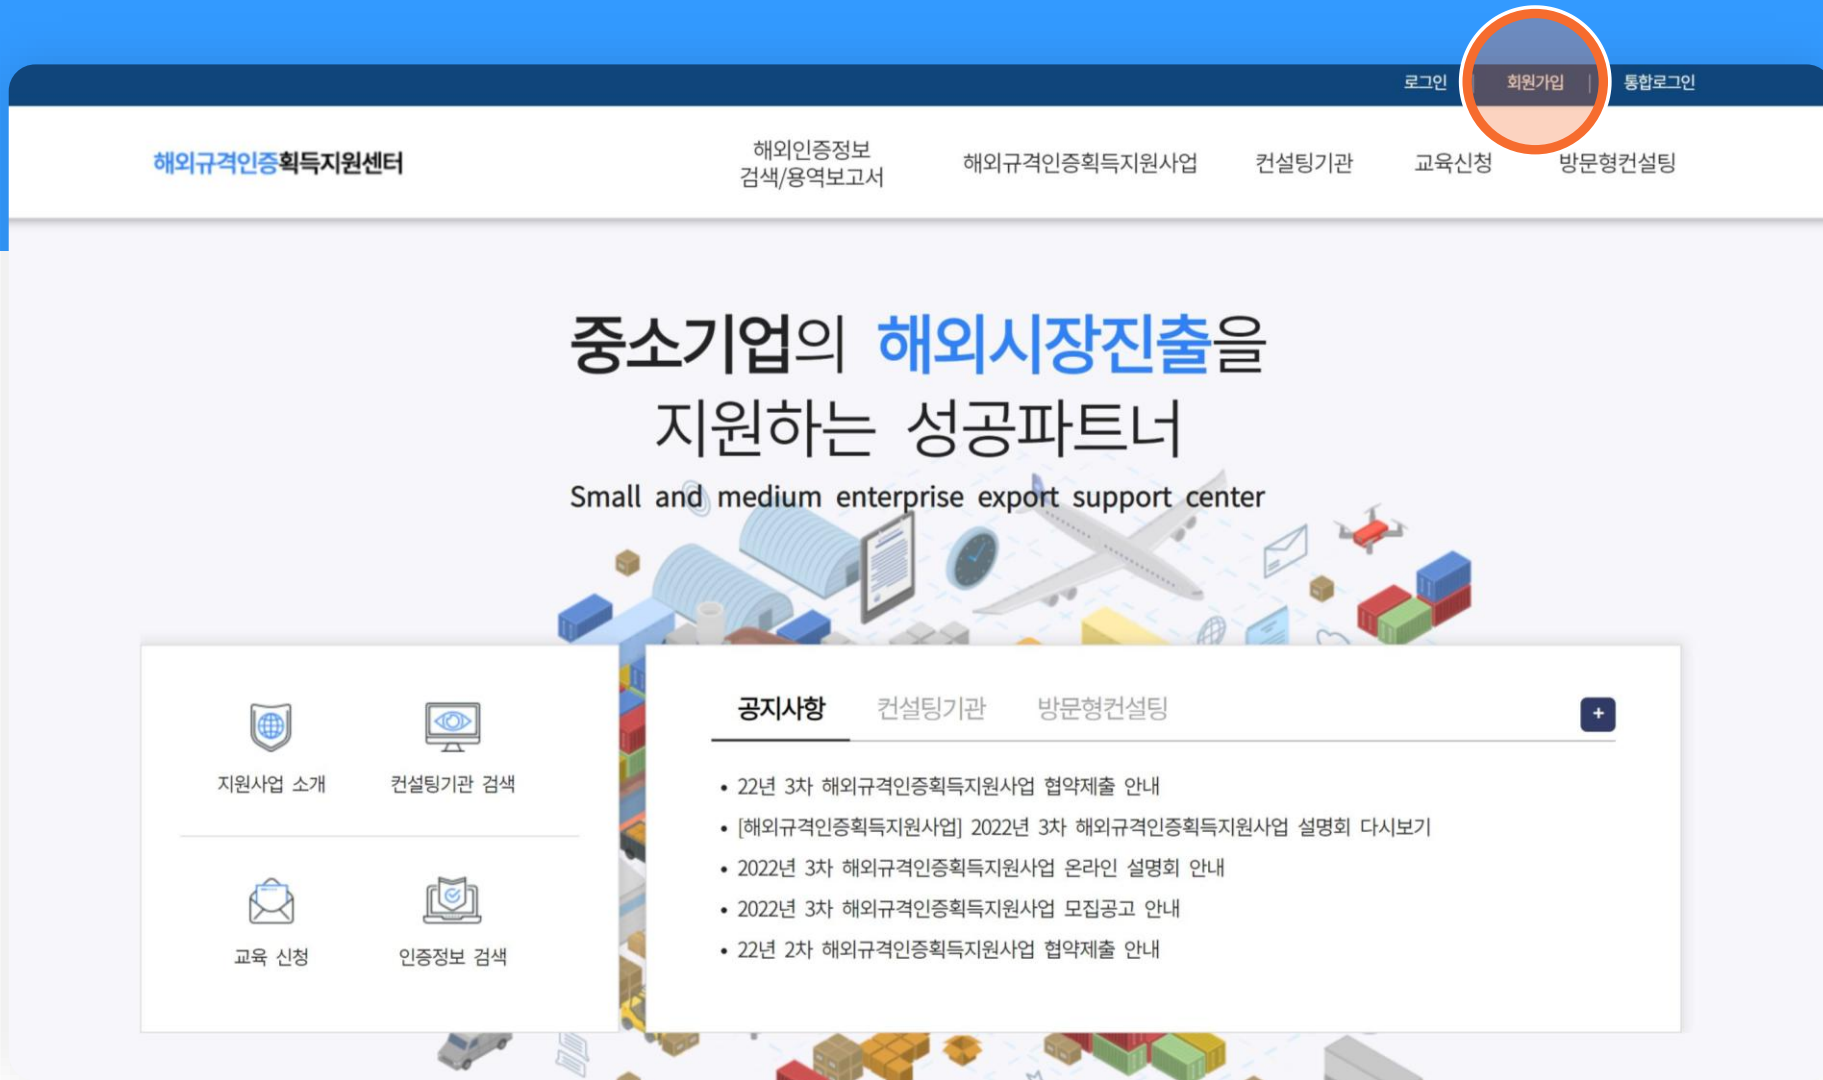 로그인 | 회원가입 | 통합로그인
해외규격인증획득지원센터
해외인증정보
검색/용역보고서
해외규격인증획득지원사업
컨설팅기관
교육신청
방문형컨설팅
중소기업의 해외시장진출을
지원하는 성공파트너
Small and medium enterprise export support center
지원사업 소개
컨설팅기관 검색
교육 신청
인증정보 검색
공지사항 컨설팅기관 방문형컨설팅 +
• 22년 3차 해외규격인증획득지원사업 협약제출 안내
• [해외규격인증획득지원사업] 2022년 3차 해외규격인증획득지원사업 설명회 다시보기
• 2022년 3차 해외규격인증획득지원사업 온라인 설명회 안내
• 2022년 3차 해외규격인증획득지원사업 모집공고 안내
• 22년 2차 해외규격인증획득지원사업 협약제출 안내